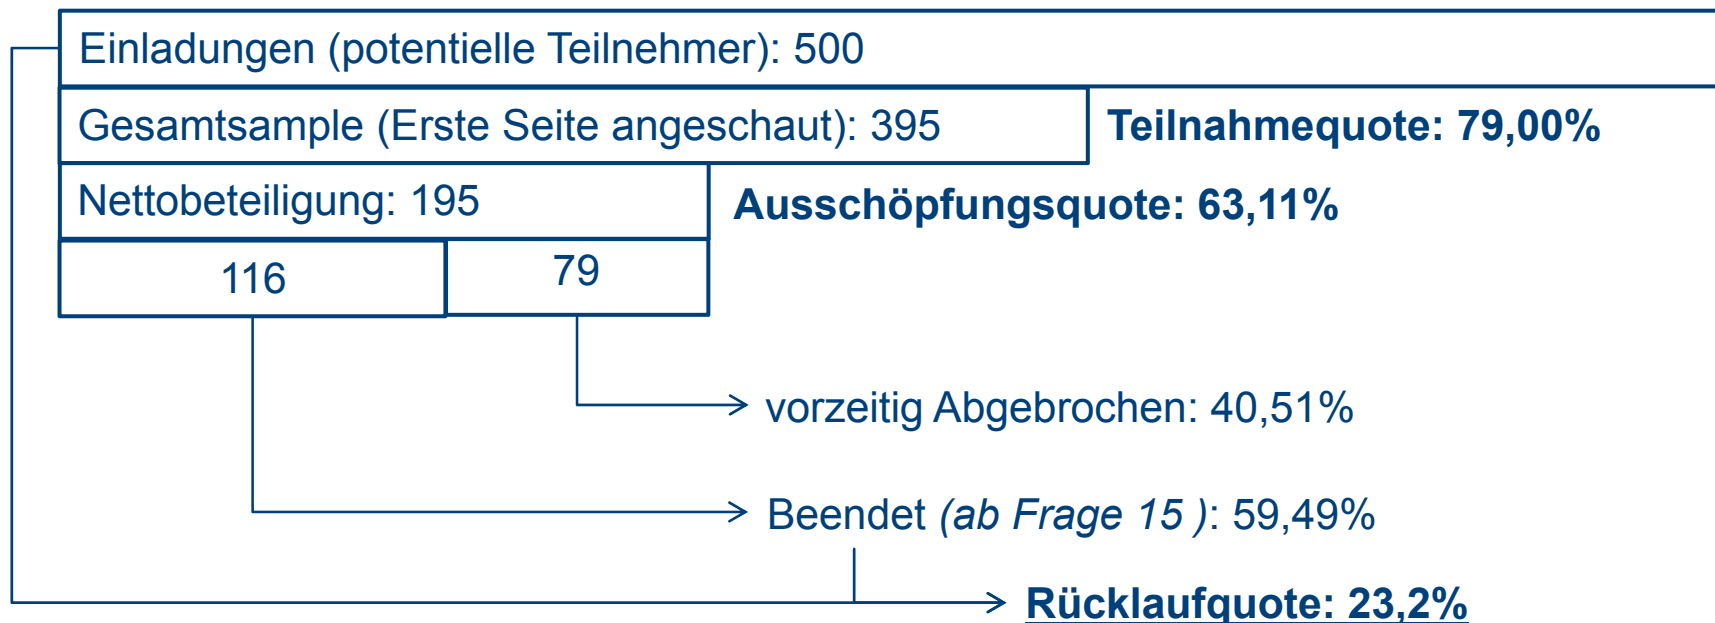 Einladungen (potentielle Teilnehmer): 500
Gesamtsample (Erste Seite angeschaut): 395
Teilnahmequote: 79,00%
Nettobeteiligung: 195
Ausschöpfungsquote: 63,11%
116
79
vorzeitig Abgebrochen: 40,51%
Beendet (ab Frage 15 ): 59,49%
Rücklaufquote: 23,2%